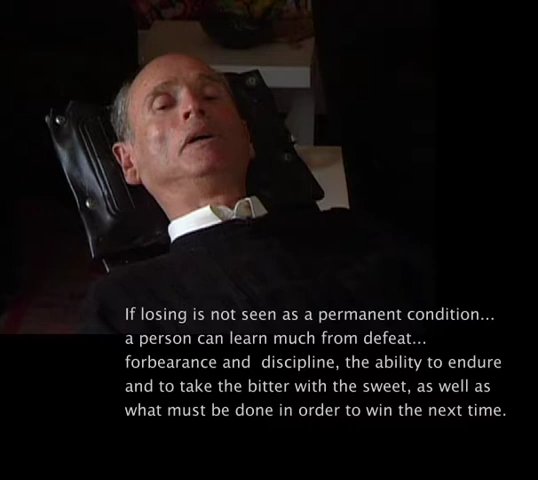 If losing is not seen as a permanent condition...
a person can learn much from defeat...
forbearance and  discipline, the ability to endure
and to take the bitter with the sweet, as well as
what must be done in order to win the next time.